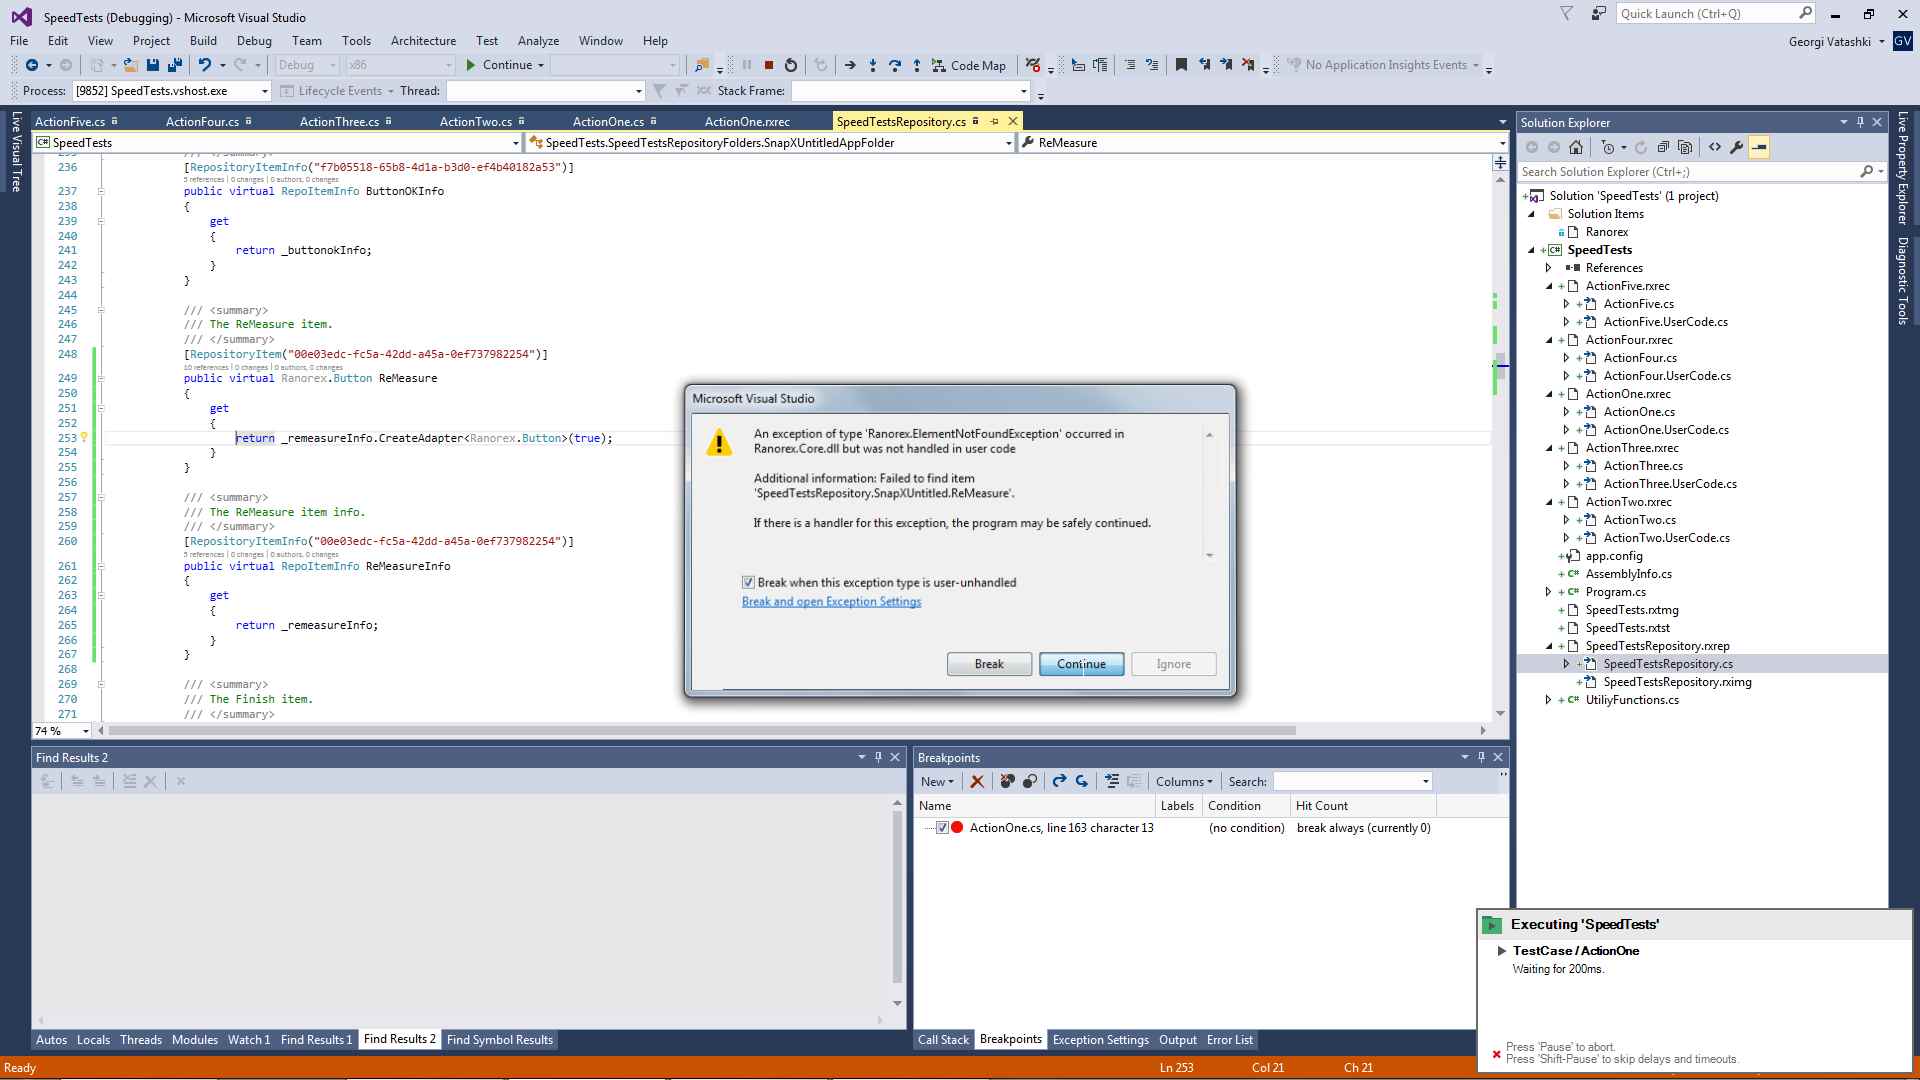 SpeedTests (Debugging) - Microsoft Visual Studio
Quick Launch (Ctrl+Q)
File Edit View Project Build Debug Team Tools Architecture Test Analyze Window Help
Georgi Vatashki GV
Debug x86 Continue Code Map No Application Insights Events
Process: [9852] SpeedTests.vshost.exe Lifecycle Events Thread: Stack Frame:
Live Visual Tree
ActionFive.cs ActionFour.cs ActionThree.cs ActionTwo.cs ActionOne.cs ActionOne.rxrec SpeedTestsRepository.cs
SpeedTests SpeedTests.SpeedTestsRepositoryFolders.SnapXUntitledAppFolder ReMeasure
236 [RepositoryItemInfo("f7b05518-65b8-4d1a-b3d0-ef4b40182a53")]
5 references | 0 changes | 0 authors, 0 changes
237 public virtual RepoItemInfo ButtonOKInfo
238 {
239 get
240 {
241 return _buttonokInfo;
242 }
243 }
244
245 /// <summary>
246 /// The ReMeasure item.
247 /// </summary>
248 [RepositoryItem("00e03edc-fc5a-42dd-a45a-0ef737982254")]
10 references | 0 changes | 0 authors, 0 changes
249 public virtual Ranorex.Button ReMeasure
250 {
251 get
252 {
253 return _remeasureInfo.CreateAdapter<Ranorex.Button>(true);
254 }
255 }
256
257 /// <summary>
258 /// The ReMeasure item info.
259 /// </summary>
260 [RepositoryItemInfo("00e03edc-fc5a-42dd-a45a-0ef737982254")]
5 references | 0 changes | 0 authors, 0 changes
261 public virtual RepoItemInfo ReMeasureInfo
262 {
263 get
264 {
265 return _remeasureInfo;
266 }
267 }
268
269 /// <summary>
270 /// The Finish item.
271 /// </summary>
74 %
Microsoft Visual Studio
An exception of type 'Ranorex.ElementNotFoundException' occurred in
Ranorex.Core.dll but was not handled in user code
Additional information: Failed to find item
'SpeedTestsRepository.SnapXUntitled.ReMeasure'.
If there is a handler for this exception, the program may be safely continued.
Break when this exception type is user-unhandled
Break and open Exception Settings
Break Continue Ignore
Solution Explorer
Search Solution Explorer (Ctrl+;)
Solution 'SpeedTests' (1 project)
Solution Items
Ranorex
SpeedTests
References
ActionFive.rxrec
ActionFive.cs
ActionFive.UserCode.cs
ActionFour.rxrec
ActionFour.cs
ActionFour.UserCode.cs
ActionOne.rxrec
ActionOne.cs
ActionOne.UserCode.cs
ActionThree.rxrec
ActionThree.cs
ActionThree.UserCode.cs
ActionTwo.rxrec
ActionTwo.cs
ActionTwo.UserCode.cs
app.config
AssemblyInfo.cs
Program.cs
SpeedTests.rxtmg
SpeedTests.rxtst
SpeedTestsRepository.rxrep
SpeedTestsRepository.cs
SpeedTestsRepository.rximg
UtiliyFunctions.cs
Live Property Explorer
Diagnostic Tools
Find Results 2
Breakpoints
New Columns Search:
Name Labels Condition Hit Count
ActionOne.cs, line 163 character 13 (no condition) break always (currently 0)
Autos Locals Threads Modules Watch 1 Find Results 1 Find Results 2 Find Symbol Results
Call Stack Breakpoints Exception Settings Output Error List
Executing 'SpeedTests'
TestCase / ActionOne
Waiting for 200ms.
Press 'Pause' to abort.
Press 'Shift-Pause' to skip delays and timeouts.
Ready Ln 253 Col 21 Ch 21